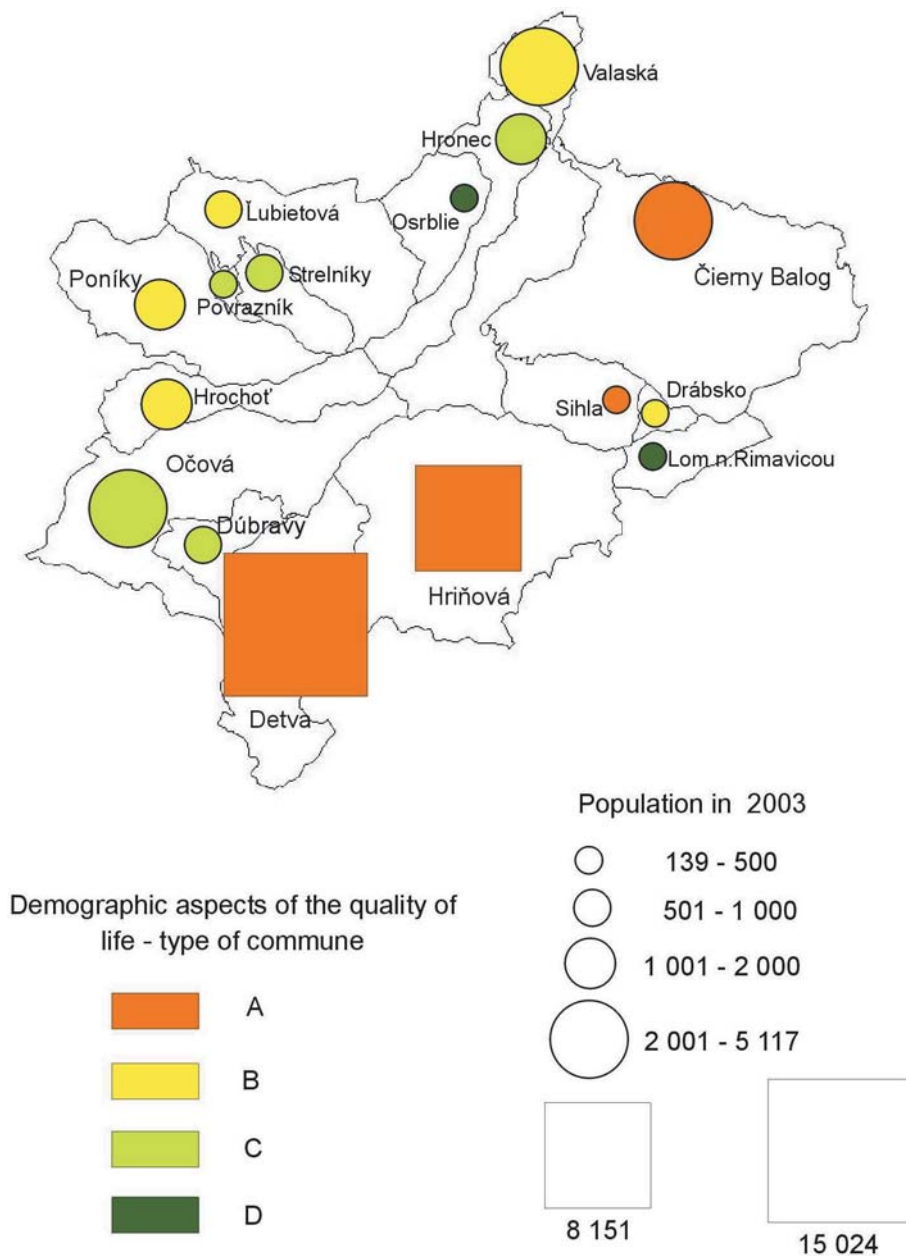 Valaská
Hronec
Osrblie
Ľubietová
Strelníky
Poníky
Povrazník
Čierny Balog
Hrochoť
Drábsko
Sihla
Lom n.Rimavicou
Očová
Dúbravy
Hriňová
Detva
Population in 2003
139 - 500
501 - 1 000
1 001 - 2 000
2 001 - 5 117
8 151
15 024
Demographic aspects of the quality of
life - type of commune
A
B
C
D